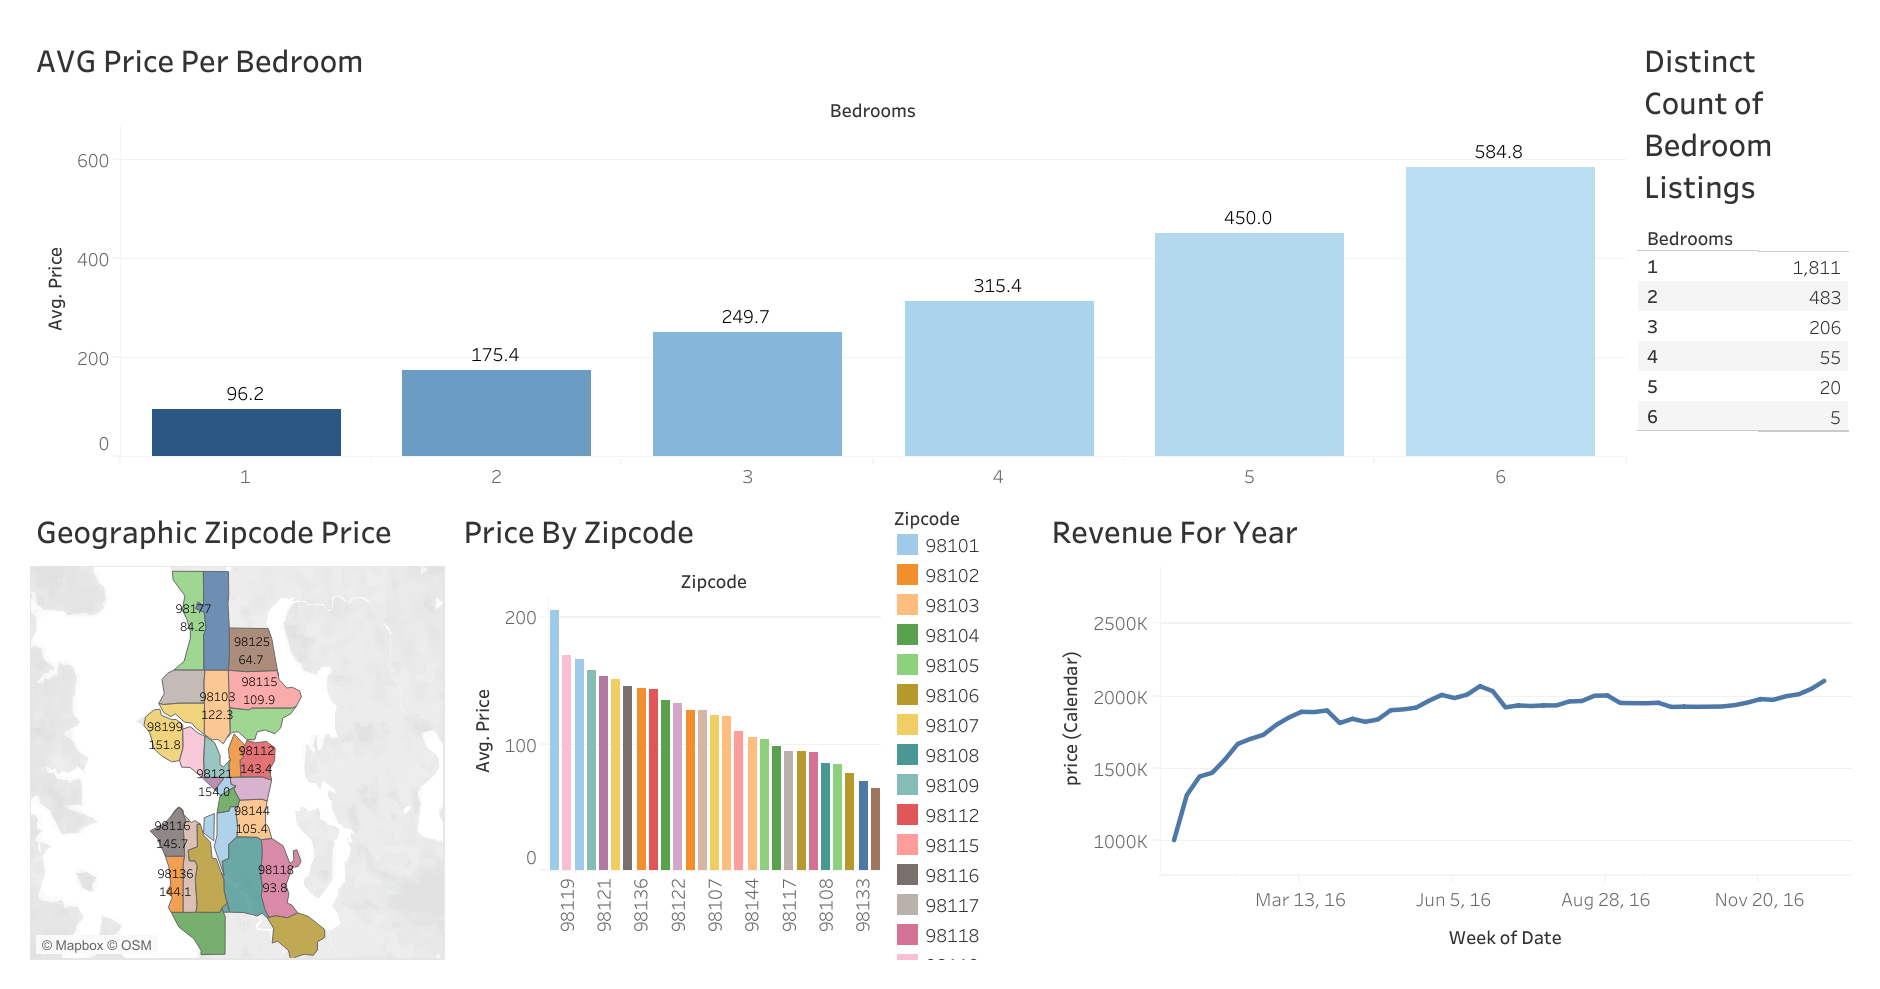 AVG Price Per Bedroom
Bedrooms
Avg. Price
600
400
200
0
96.2
175.4
249.7
315.4
450.0
584.8
1
2
3
4
5
6
Distinct
Count of
Bedroom
Listings
Bedrooms
1 1,811
2 483
3 206
4 55
5 20
6 5
Geographic Zipcode Price
98177
84.2
98125
64.7
98115
109.9
98103
122.3
98199
151.8
98112
143.4
98121
154.0
98144
105.4
98116
145.7
98136
144.1
98118
93.8
© Mapbox © OSM
Price By Zipcode
Zipcode
Avg. Price
200
100
0
98119
98121
98136
98122
98107
98144
98117
98108
98133
Zipcode
98101
98102
98103
98104
98105
98106
98107
98108
98109
98112
98115
98116
98117
98118
Revenue For Year
price (Calendar)
2500K
2000K
1500K
1000K
Mar 13, 16
Jun 5, 16
Aug 28, 16
Nov 20, 16
Week of Date